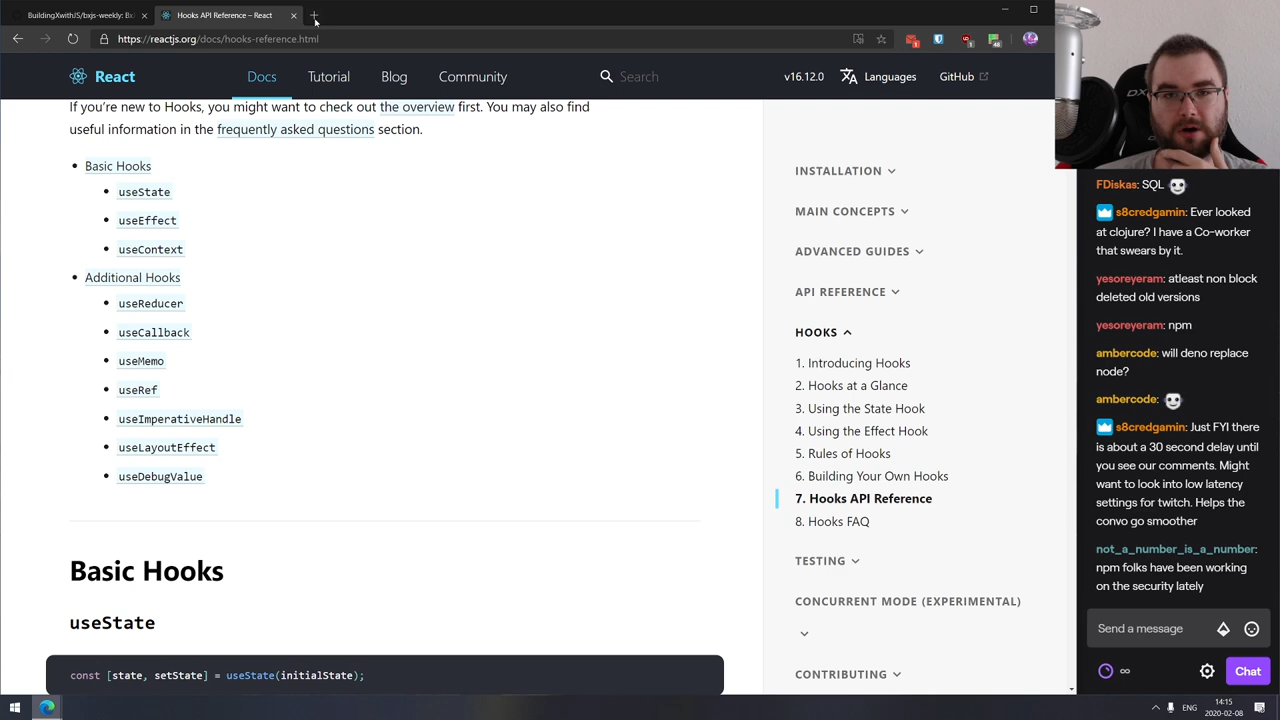 BuildingXwithJS/bxjs-weekly: Bx
Hooks API Reference – React
https://reactjs.org/docs/hooks-reference.html
1
1
48
React
Docs
Tutorial
Blog
Community
Search
v16.12.0
Languages
GitHub
If you're new to Hooks, you might want to check out the overview first. You may also find
useful information in the frequently asked questions section.
Basic Hooks
useState
useEffect
useContext
Additional Hooks
useReducer
useCallback
useMemo
useRef
useImperativeHandle
useLayoutEffect
useDebugValue
Basic Hooks
useState
const [state, setState] = useState(initialState);
INSTALLATION
MAIN CONCEPTS
ADVANCED GUIDES
API REFERENCE
HOOKS
1. Introducing Hooks
2. Hooks at a Glance
3. Using the State Hook
4. Using the Effect Hook
5. Rules of Hooks
6. Building Your Own Hooks
7. Hooks API Reference
8. Hooks FAQ
TESTING
CONCURRENT MODE (EXPERIMENTAL)
CONTRIBUTING
DX
FDiskas: SQL
s8credgamin: Ever looked
at clojure? I have a Co-worker
that swears by it.
yesoreyeram: atleast non block
deleted old versions
yesoreyeram: npm
ambercode: will deno replace
node?
ambercode:
s8credgamin: Just FYI there
is about a 30 second delay until
you see our comments. Might
want to look into low latency
settings for twitch. Helps the
convo go smoother
not_a_number_is_a_number:
npm folks have been working
on the security lately
Send a message
∞
Chat
ENG
14:15
2020-02-08